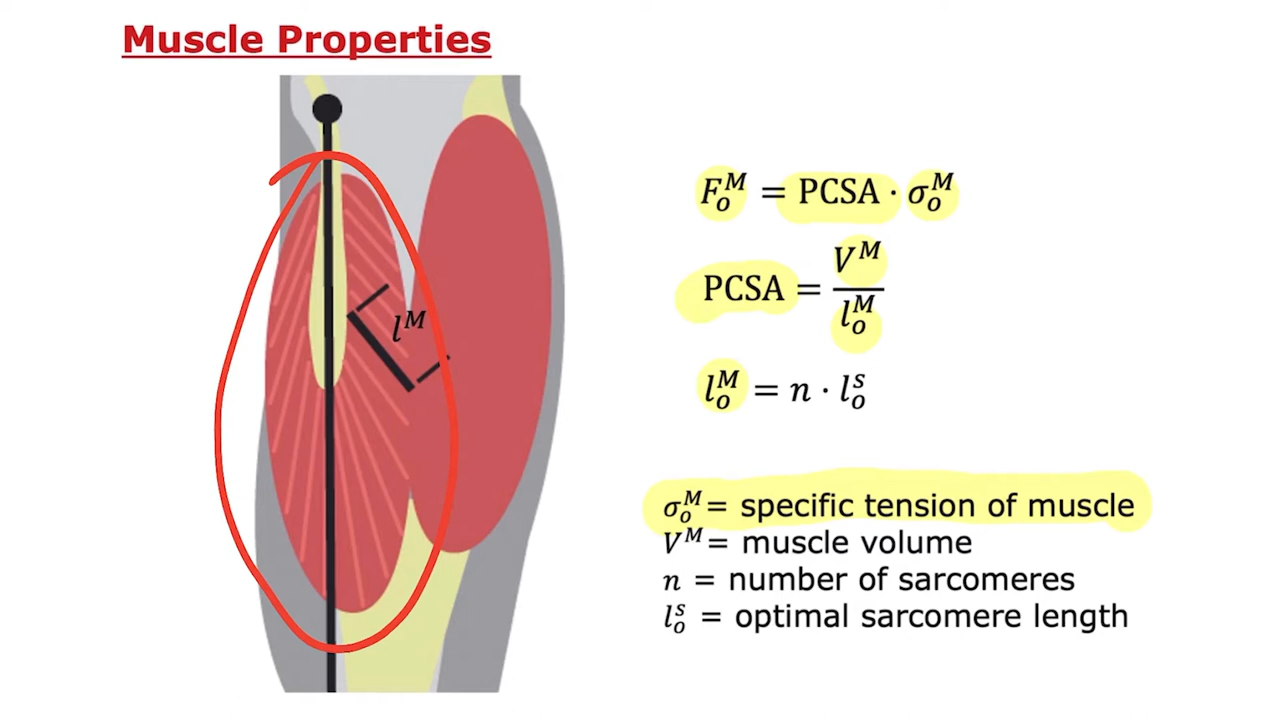 Muscle Properties
l^M
F_o^M = PCSA · σ_o^M
PCSA = V^M / l_o^M
l_o^M = n · l_o^s
σ_o^M = specific tension of muscle
V^M = muscle volume
n = number of sarcomeres
l_o^s = optimal sarcomere length